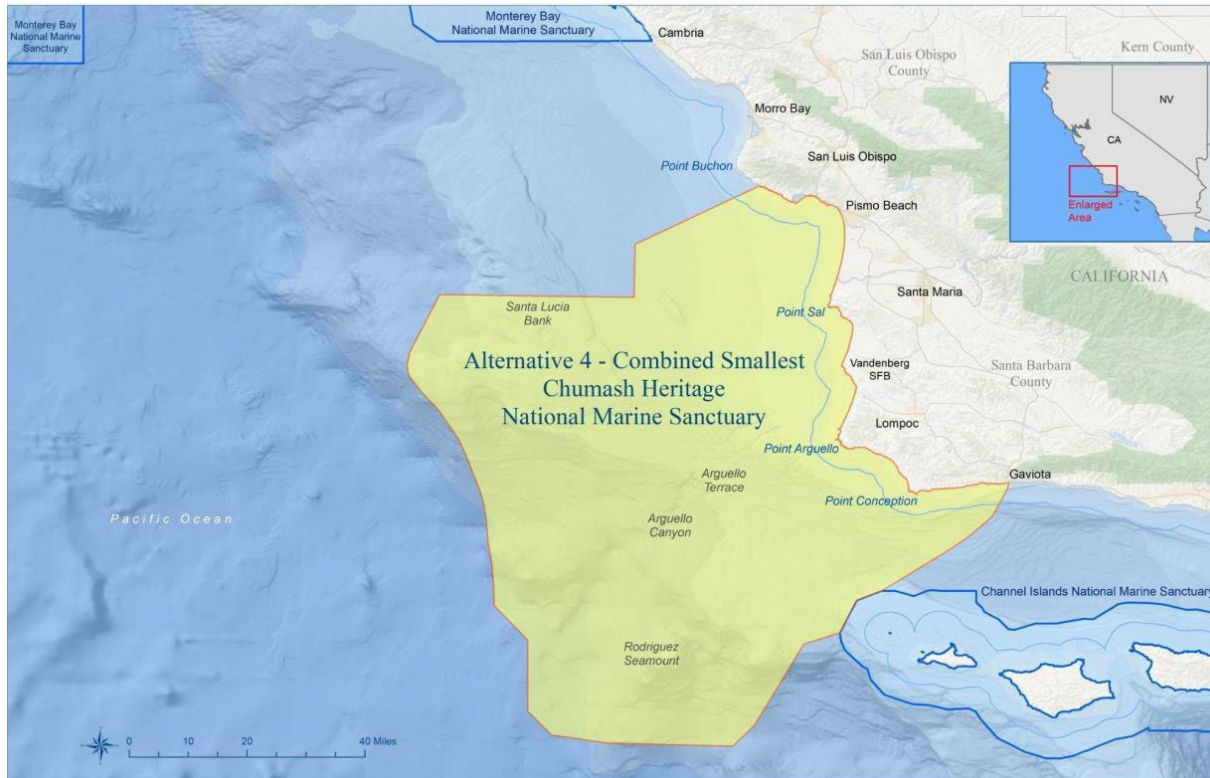 Monterey Bay
National Marine
Sanctuary
Monterey Bay
National Marine Sanctuary
Cambria
San Luis Obispo
County
Kern County
Morro Bay
NV
CA
San Luis Obispo
Point Buchon
Enlarged
Area
Pismo Beach
CALIFORNIA
Santa Maria
Santa Lucia
Bank
Point Sal
Alternative 4 - Combined Smallest
Chumash Heritage
National Marine Sanctuary
Vandenberg
SFB
Santa Barbara
County
Lompoc
Point Arguello
Arguello
Terrace
Gaviota
Point Conception
Pacific Ocean
Arguello
Canyon
Channel Islands National Marine Sanctuary
Rodriguez
Seamount
0 10 20 40 Miles